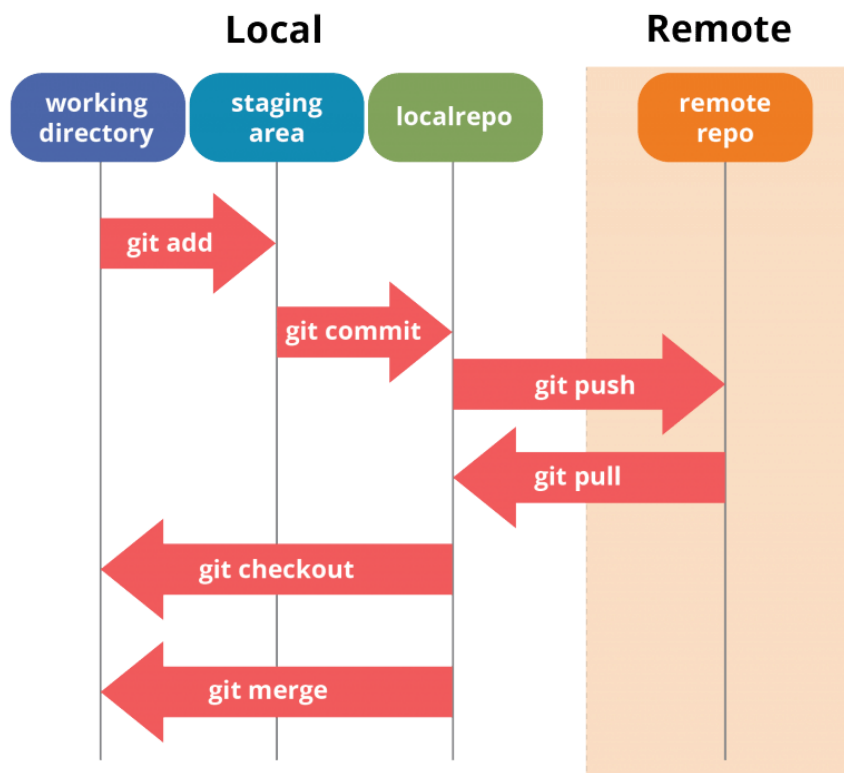 Local
Remote
working
directory
staging
area
localrepo
remote
repo
git add
git commit
git push
git pull
git checkout
git merge